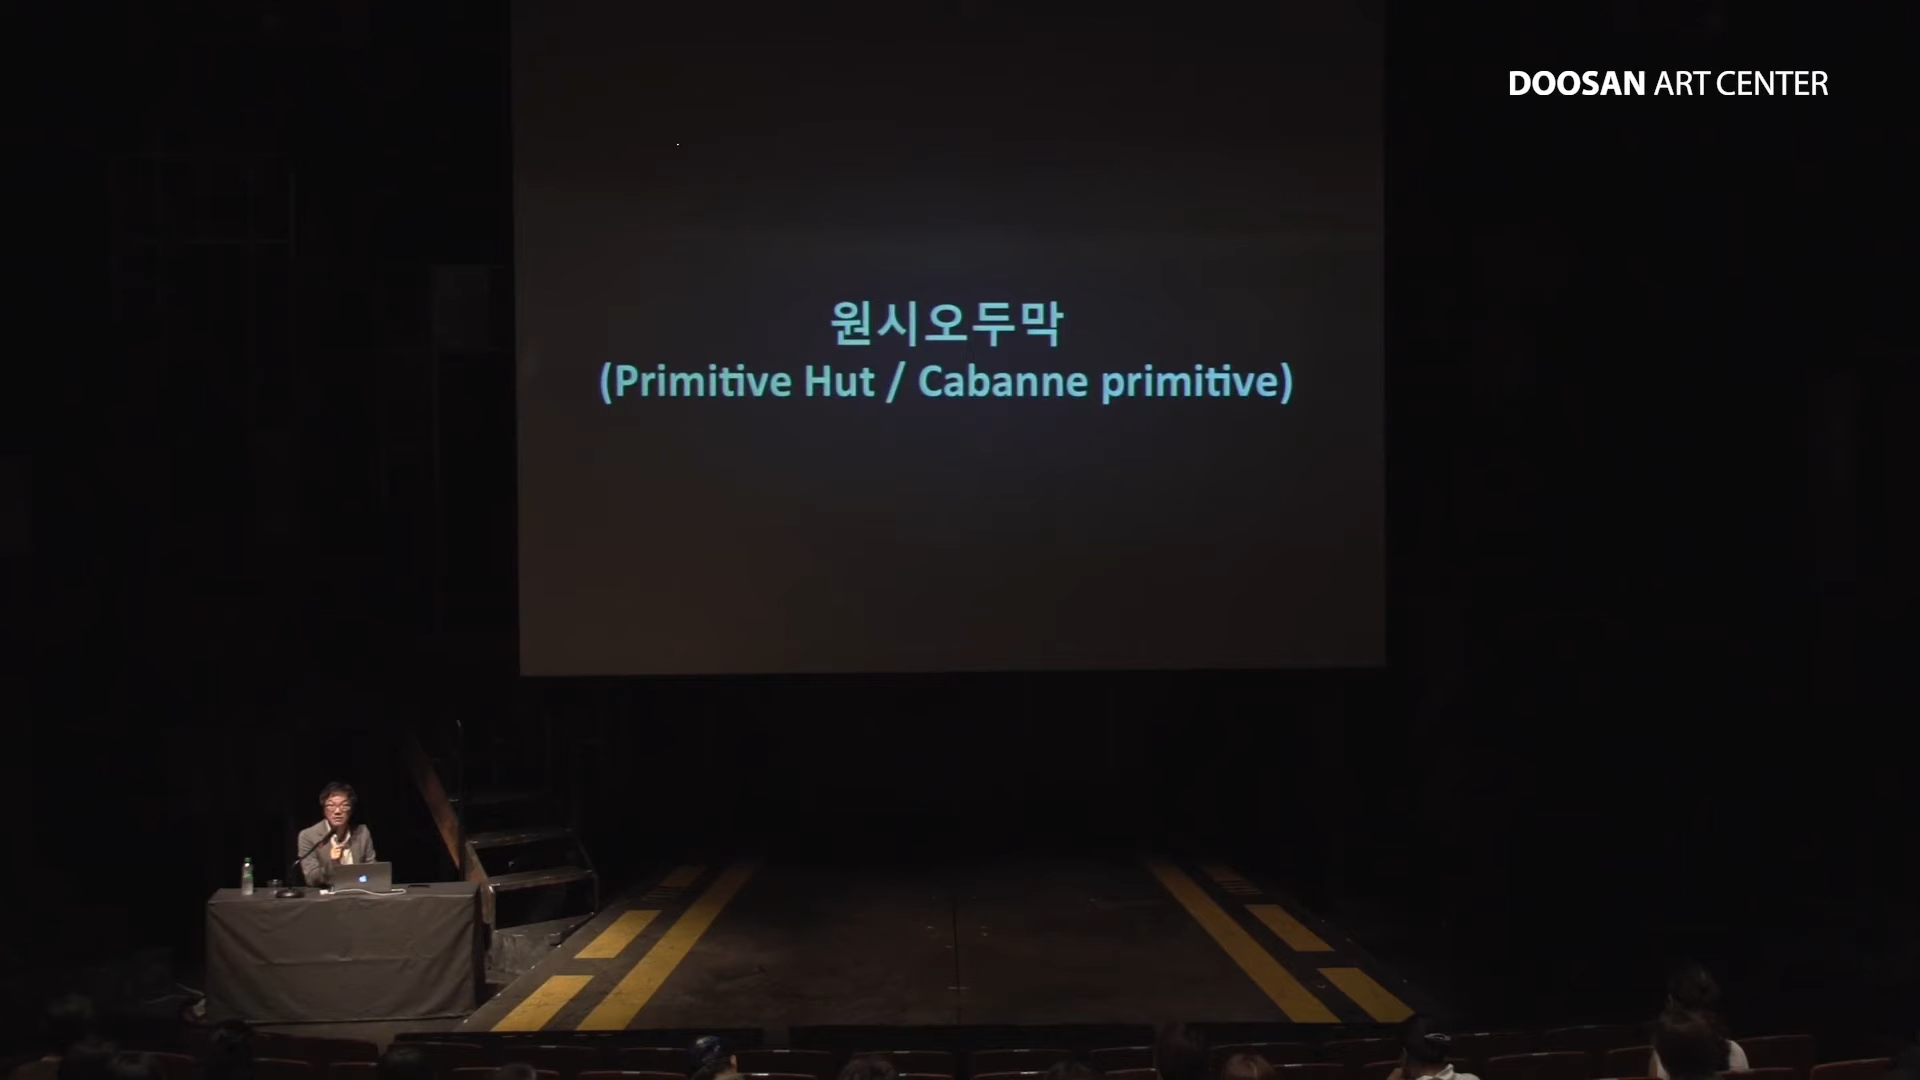 DOOSAN ART CENTER
원시오두막
(Primitive Hut / Cabanne primitive)